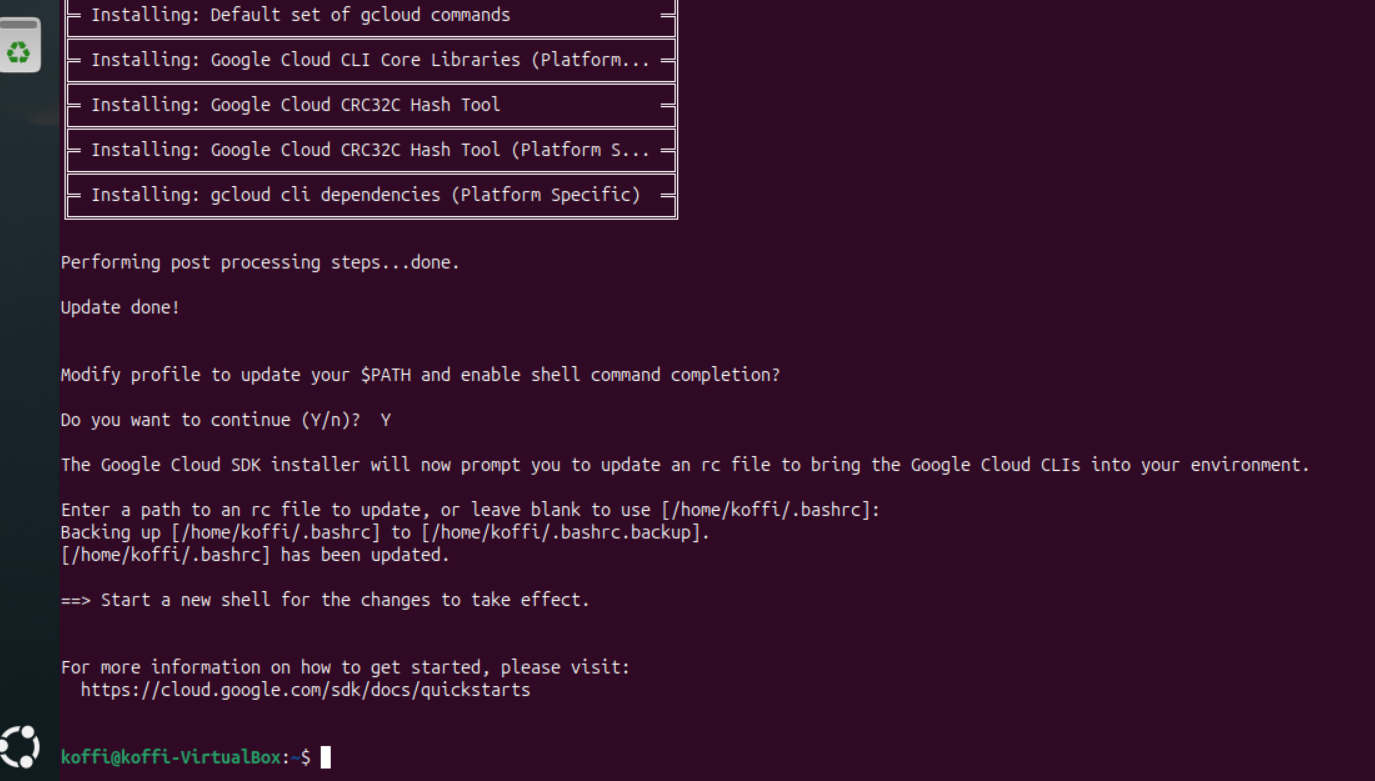 Installing: Default set of gcloud commands
Installing: Google Cloud CLI Core Libraries (Platform...
Installing: Google Cloud CRC32C Hash Tool
Installing: Google Cloud CRC32C Hash Tool (Platform S...
Installing: gcloud cli dependencies (Platform Specific)
Performing post processing steps...done.
Update done!
Modify profile to update your $PATH and enable shell command completion?
Do you want to continue (Y/n)?  Y
The Google Cloud SDK installer will now prompt you to update an rc file to bring the Google Cloud CLIs into your environment.
Enter a path to an rc file to update, or leave blank to use [/home/koffi/.bashrc]:
Backing up [/home/koffi/.bashrc] to [/home/koffi/.bashrc.backup].
[/home/koffi/.bashrc] has been updated.
==> Start a new shell for the changes to take effect.
For more information on how to get started, please visit:
  https://cloud.google.com/sdk/docs/quickstarts
koffi@koffi-VirtualBox:~$